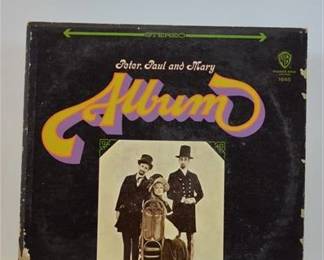 STEREO
Peter, Paul and Mary
Album